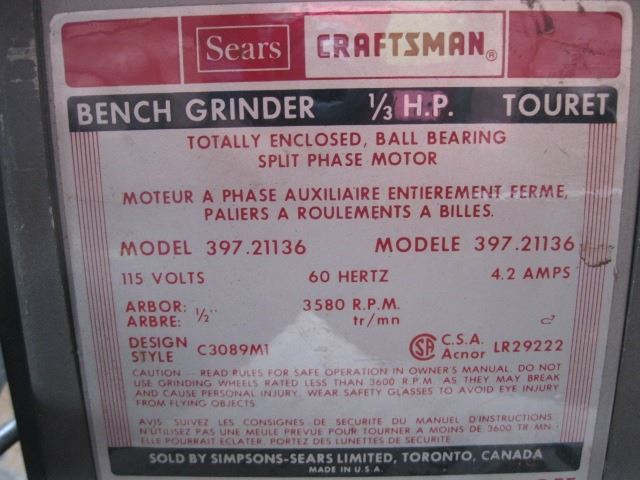 Sears CRAFTSMAN®
BENCH GRINDER ⅓ H.P. TOURET
TOTALLY ENCLOSED, BALL BEARING
SPLIT PHASE MOTOR
MOTEUR A PHASE AUXILIAIRE ENTIEREMENT FERME,
PALIERS A ROULEMENTS A BILLES.
MODEL 397.21136 MODELE 397.21136
115 VOLTS 60 HERTZ 4.2 AMPS
ARBOR: ½" 3580 R.P.M.
ARBRE: tr/mn
DESIGN C3089M1 C.S.A. LR29222
STYLE Acnor
CAUTION — READ RULES FOR SAFE OPERATION IN OWNER'S MANUAL. DO NOT
USE GRINDING WHEELS RATED LESS THAN 3600 R.P.M. AS THEY MAY BREAK
AND CAUSE PERSONAL INJURY. WEAR SAFETY GLASSES TO AVOID EYE INJURY
FROM FLYING OBJECTS.
AVIS: SUIVEZ LES CONSIGNES DE SECURITE DU MANUEL D'INSTRUCTIONS
N'UTILISEZ PAS UNE MEULE PREVUE POUR TOURNER A MOINS DE 3600 TR/MN -
ELLE POURRAIT ECLATER. PORTEZ DES LUNETTES DE SECURITE
SOLD BY SIMPSONS-SEARS LIMITED, TORONTO, CANADA
MADE IN U.S.A.